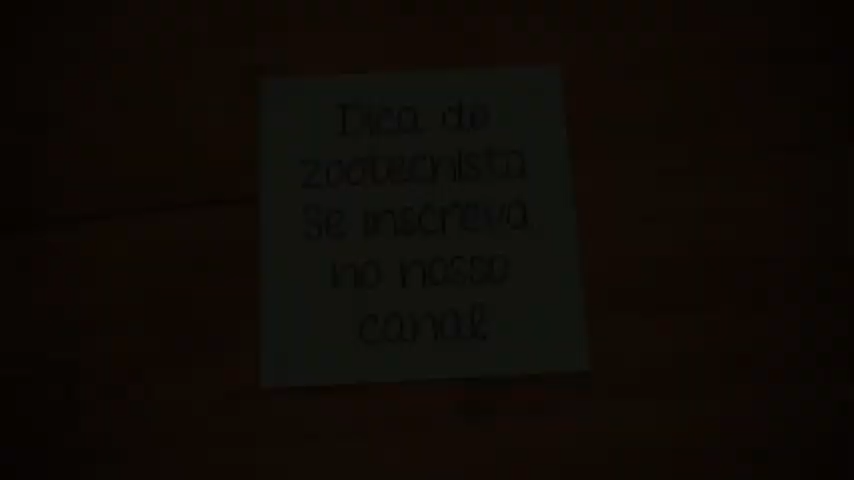 Dica de
zootecnista
Se inscreva
no nosso
canal